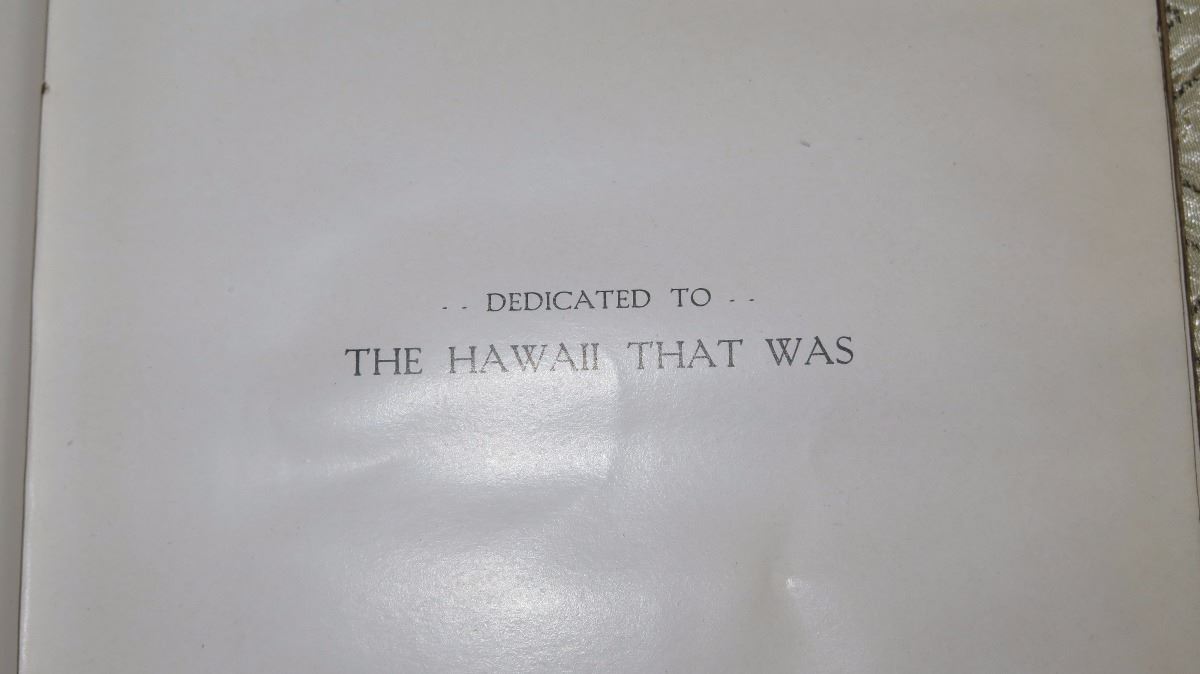 - - DEDICATED TO - -
THE HAWAII THAT WAS